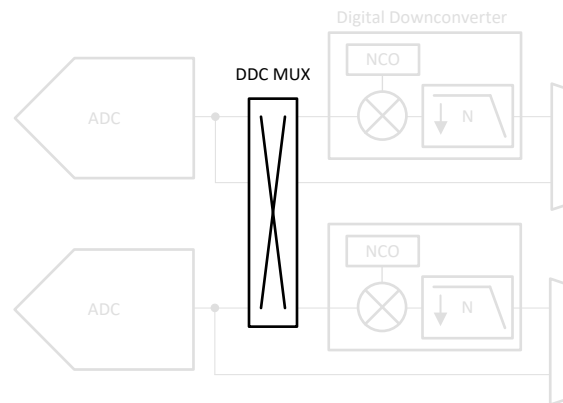 Digital Downconverter
NCO
DDC MUX
ADC
N
NCO
ADC
N